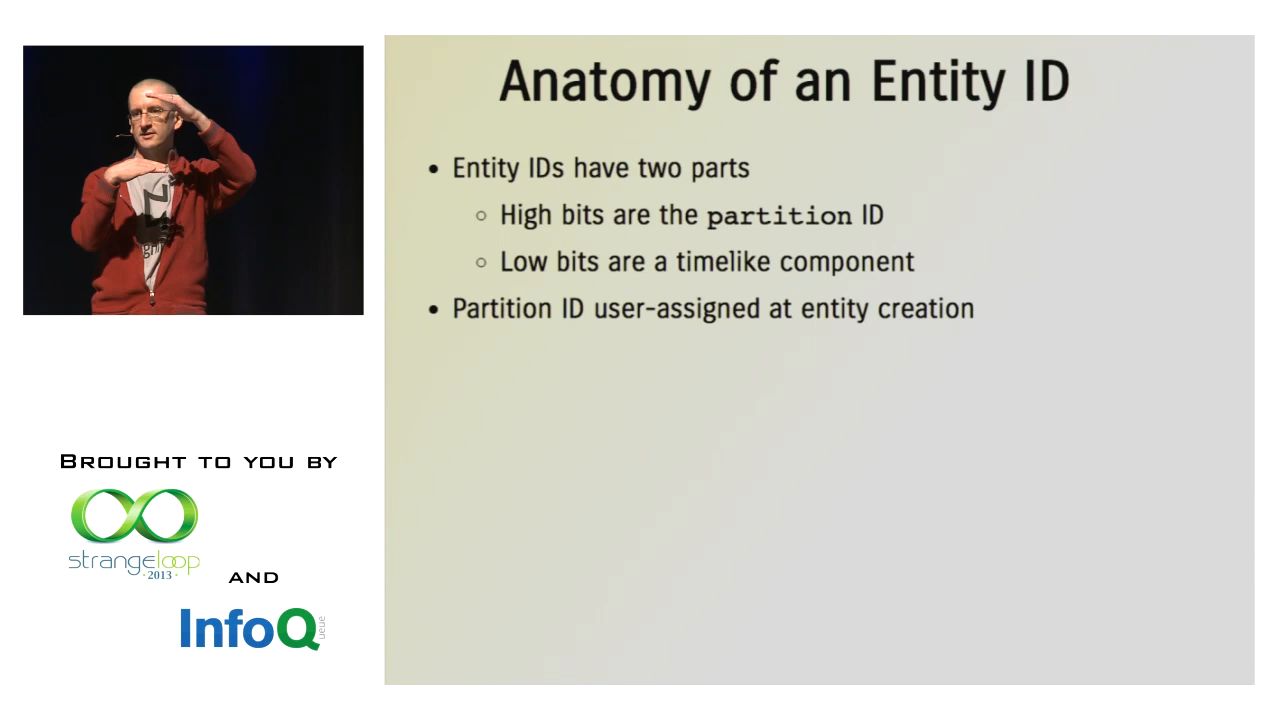 Anatomy of an Entity ID
Entity IDs have two parts
High bits are the partition ID
Low bits are a timelike component
Partition ID user-assigned at entity creation
BROUGHT TO YOU BY
strangeloop
· 2013 ·
AND
InfoQ
ueue